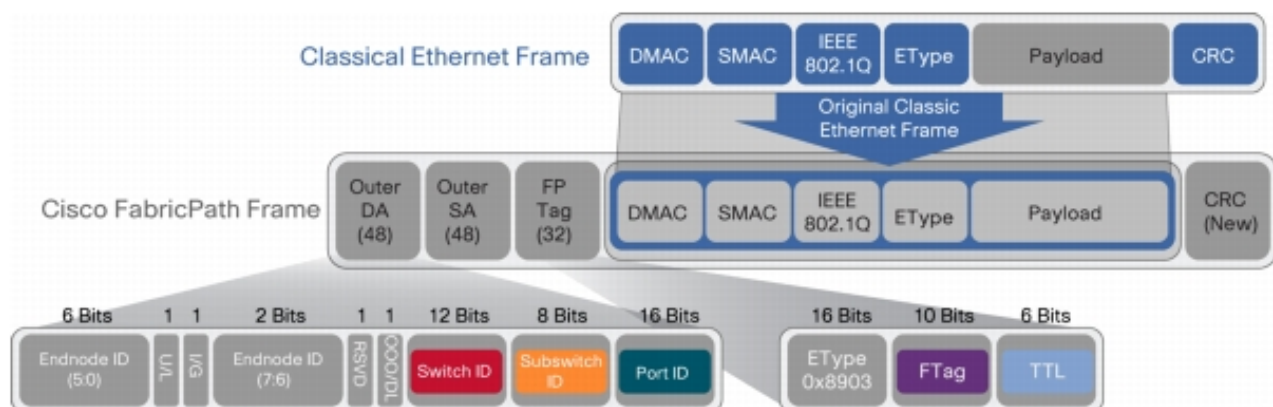 Classical Ethernet Frame
DMAC
SMAC
IEEE
802.1Q
EType
Payload
CRC
Original Classic
Ethernet Frame
Cisco FabricPath Frame
Outer
DA
(48)
Outer
SA
(48)
FP
Tag
(32)
DMAC
SMAC
IEEE
802.1Q
EType
Payload
CRC
(New)
6 Bits
1
1
2 Bits
1
1
12 Bits
8 Bits
16 Bits
Endnode ID
(5:0)
U/L
I/G
Endnode ID
(7:6)
RSVD
OOO/DL
Switch ID
Subswitch
ID
Port ID
16 Bits
10 Bits
6 Bits
EType
0x8903
FTag
TTL